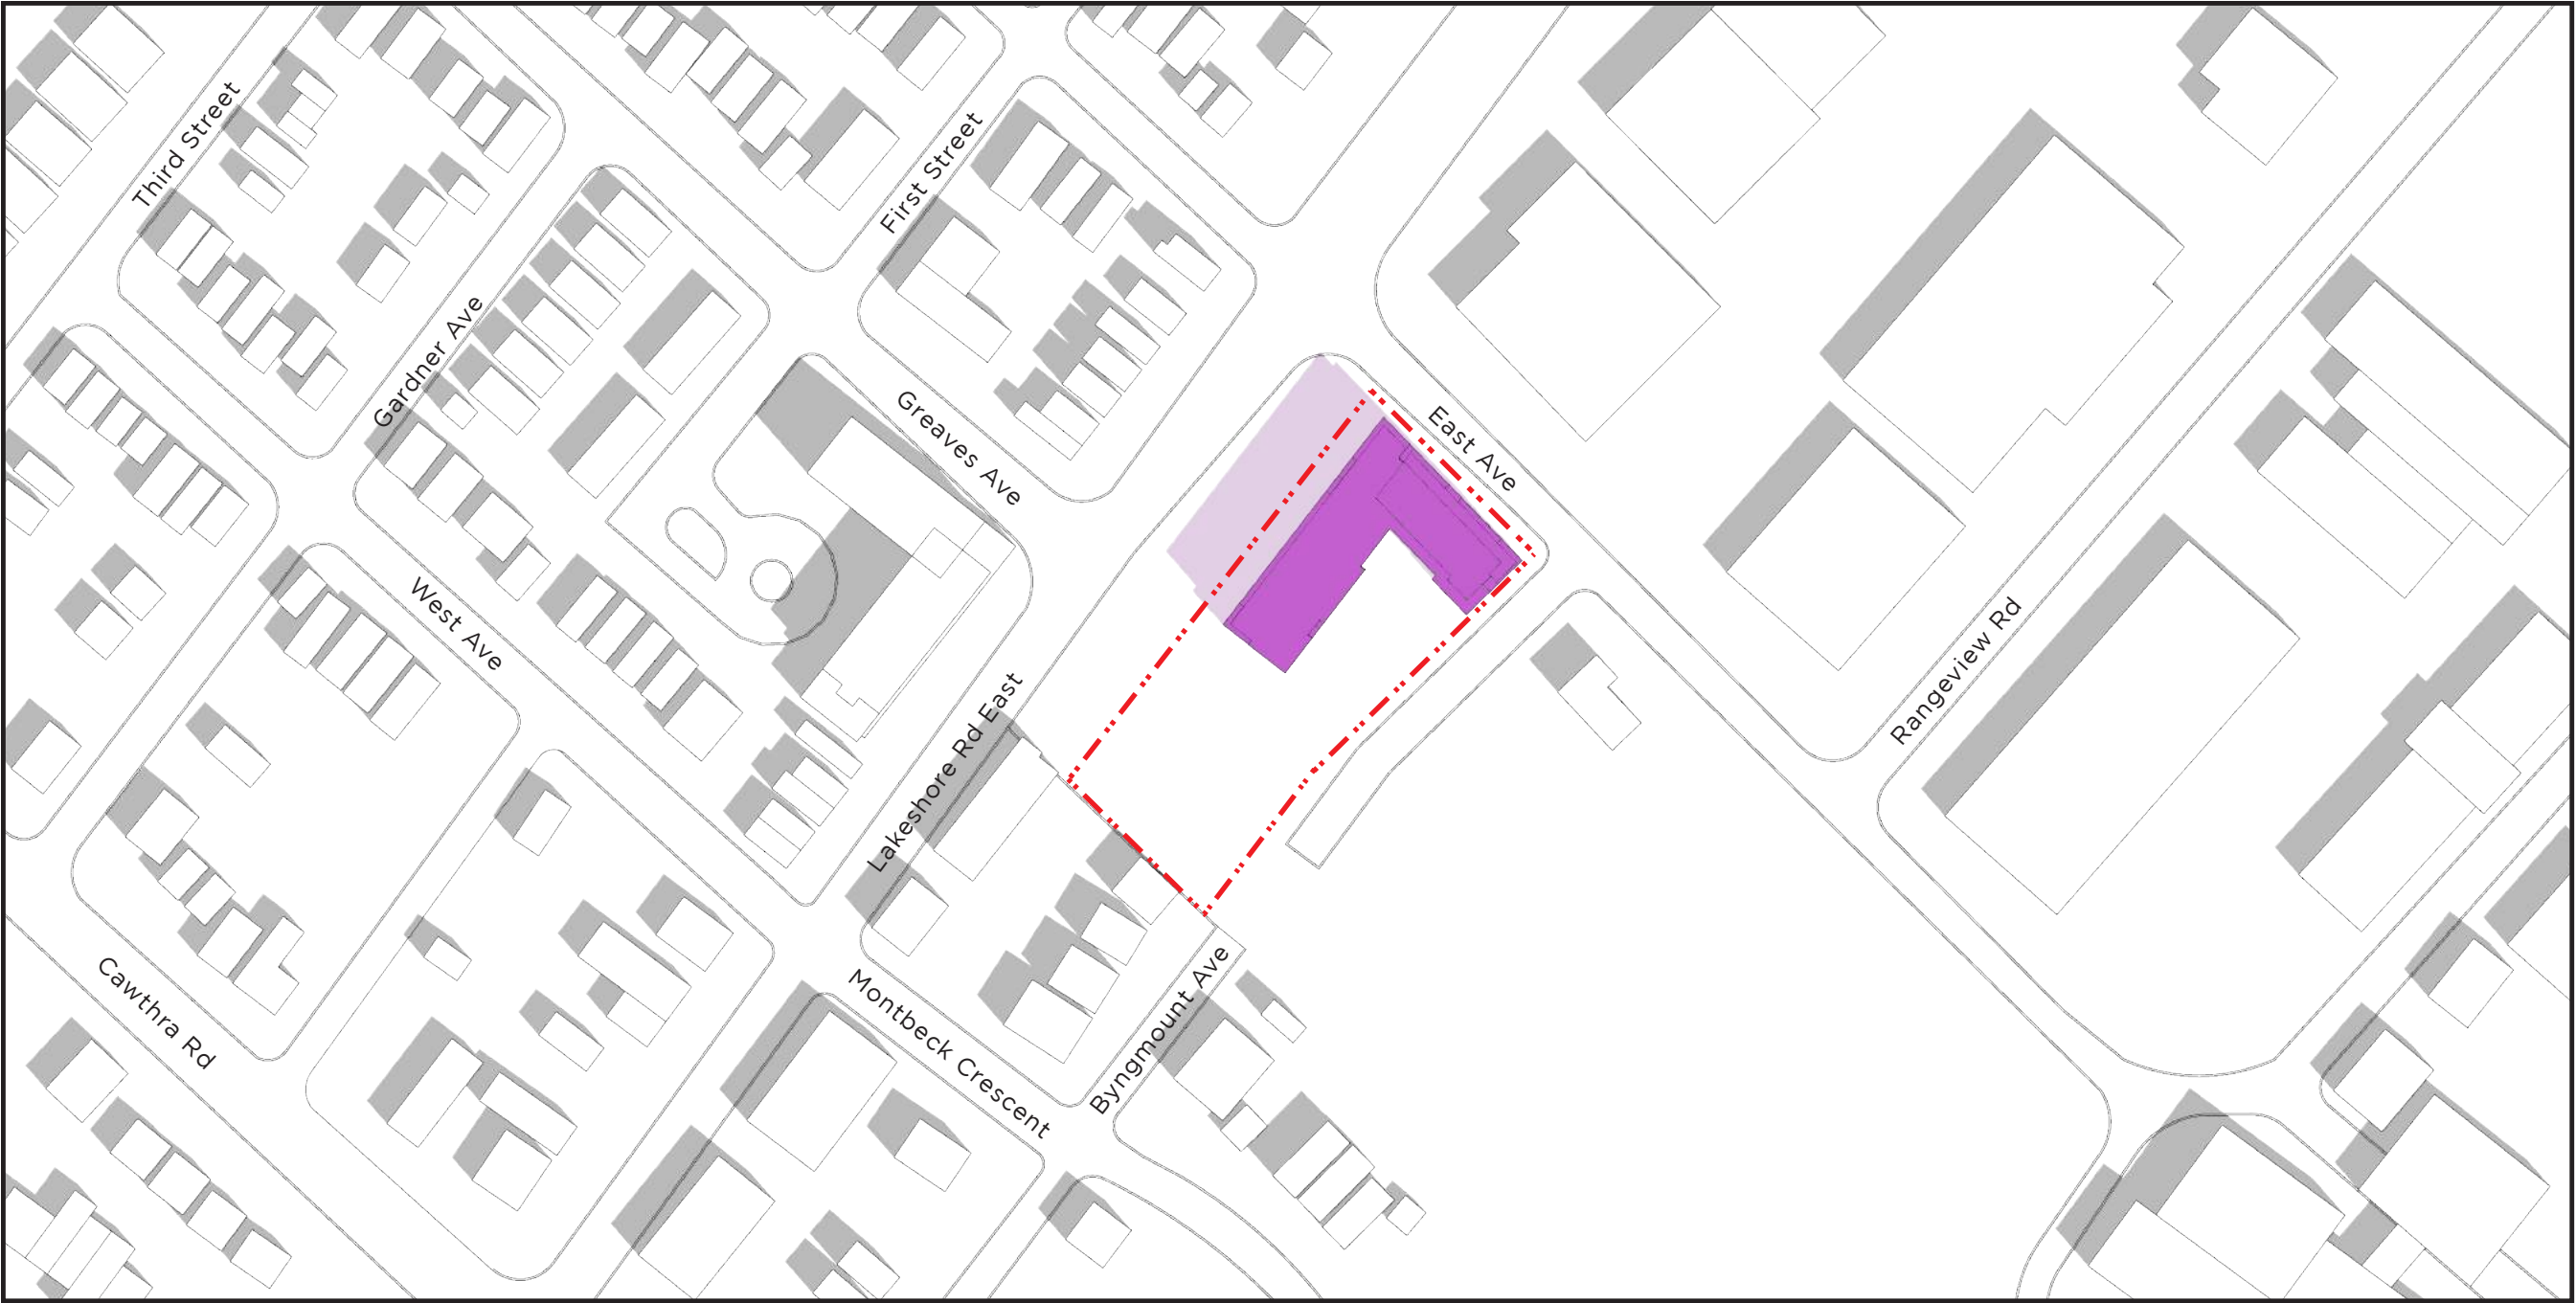 Third Street
First Street
Gardner Ave
Greaves Ave
East Ave
West Ave
Rangeview Rd
Lakeshore Rd East
Cawthra Rd
Montbeck Crescent
Byngmount Ave